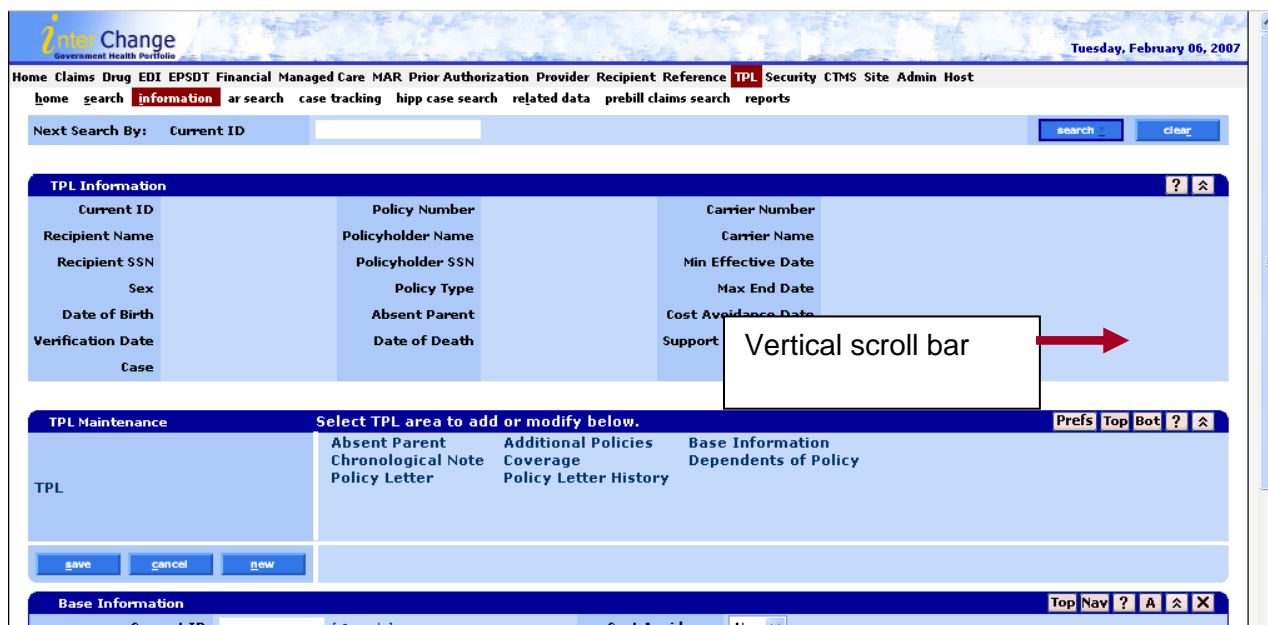 interChange
Government Health Portfolio
Tuesday, February 06, 2007
Home Claims Drug EDI EPSDT Financial Managed Care MAR Prior Authorization Provider Recipient Reference TPL Security CTMS Site Admin Host
home search information ar search case tracking hipp case search related data prebill claims search reports
Next Search By: Current ID search clear
TPL Information ?
Current ID Policy Number Carrier Number
Recipient Name Policyholder Name Carrier Name
Recipient SSN Policyholder SSN Min Effective Date
Sex Policy Type Max End Date
Date of Birth Absent Parent Cost Avoidance Date
Verification Date Date of Death Support
Vertical scroll bar
Case
TPL Maintenance Select TPL area to add or modify below. Prefs Top Bot ?
Absent Parent Additional Policies Base Information
Chronological Note Coverage Dependents of Policy
Policy Letter Policy Letter History
TPL
save cancel new
Base Information Top Nav ? A X